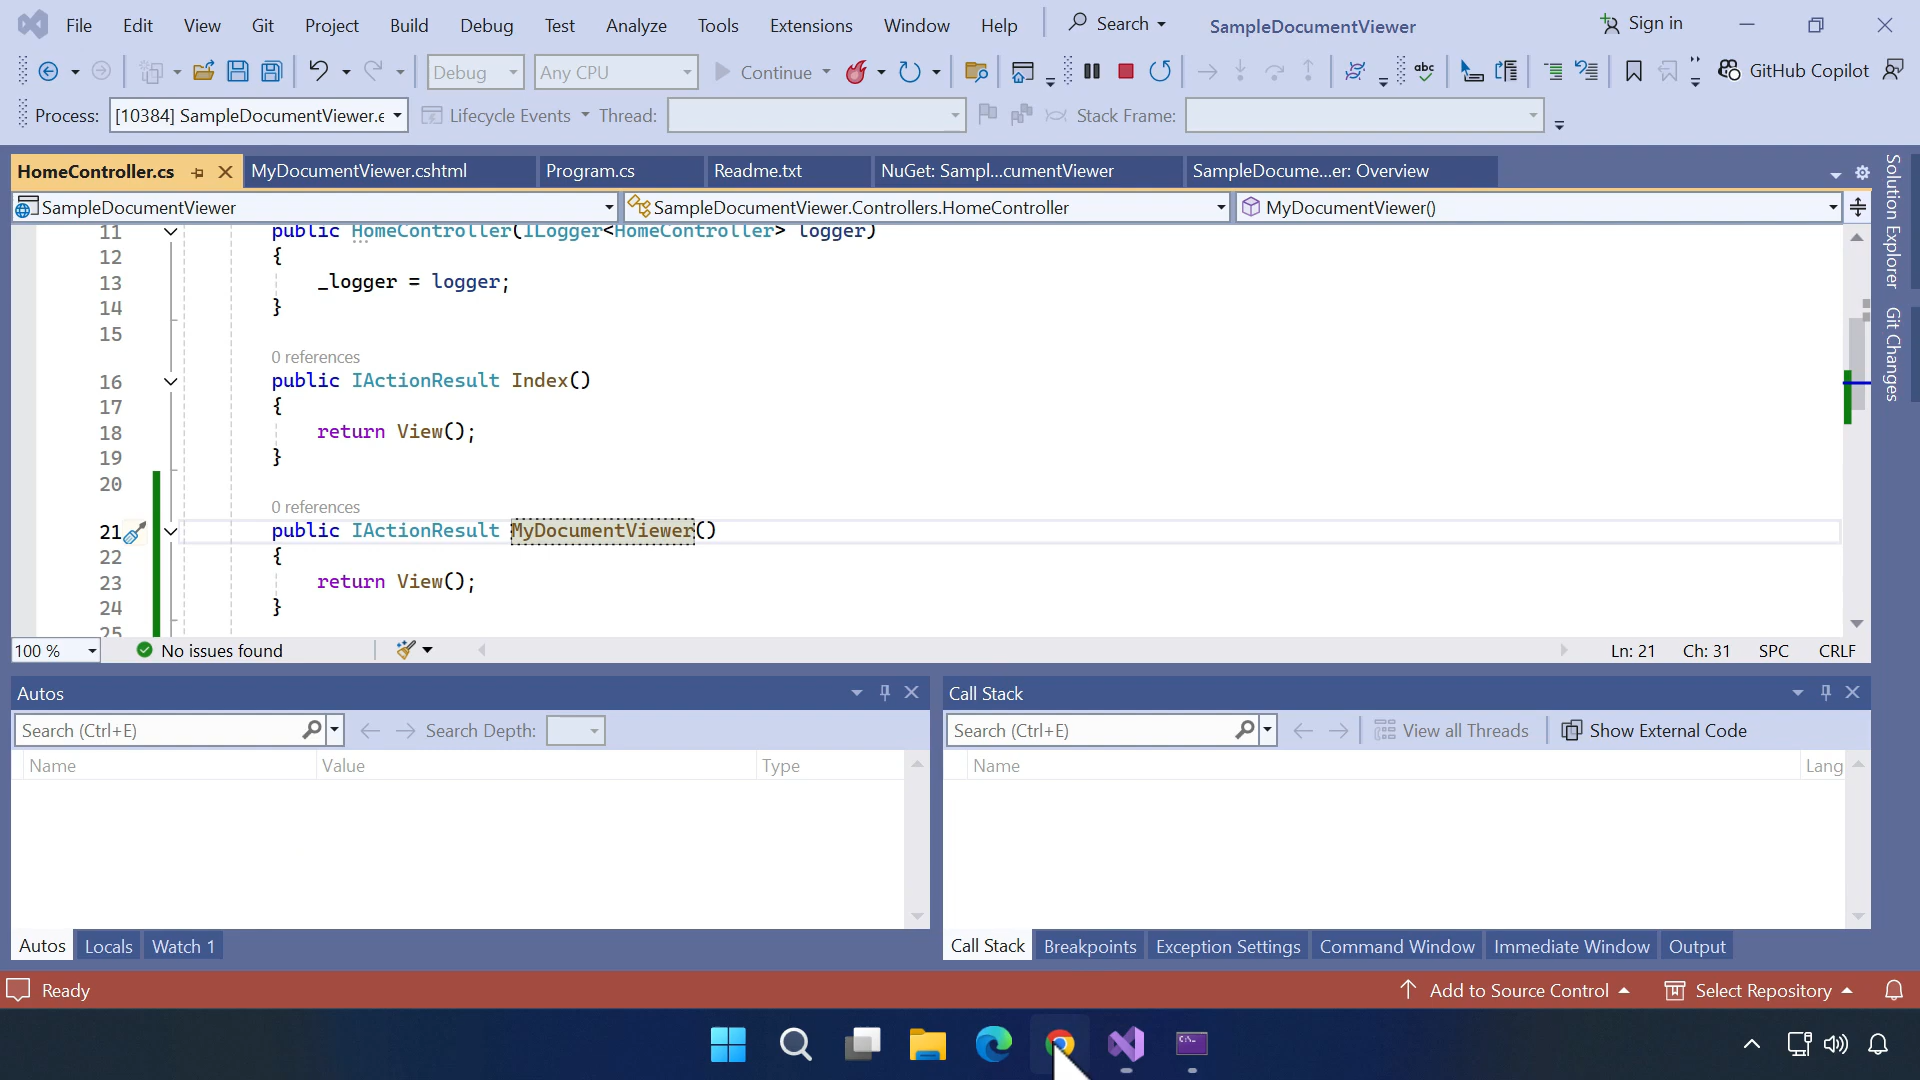 File Edit View Git Project Build Debug Test Analyze Tools Extensions Window Help Search SampleDocumentViewer Sign in
Debug Any CPU Continue abc GitHub Copilot
Process: [10384] SampleDocumentViewer.e Lifecycle Events Thread: Stack Frame:
HomeController.cs MyDocumentViewer.cshtml Program.cs Readme.txt NuGet: Sampl...cumentViewer SampleDocume...er: Overview
SampleDocumentViewer SampleDocumentViewer.Controllers.HomeController MyDocumentViewer()
11 public HomeController(ILogger<HomeController> logger)
12 {
13 _logger = logger;
14 }
15
0 references
16 public IActionResult Index()
17 {
18 return View();
19 }
20
0 references
21 public IActionResult MyDocumentViewer()
22 {
23 return View();
24 }
25
100 % No issues found Ln: 21 Ch: 31 SPC CRLF
Solution Explorer
Git Changes
Autos
Search (Ctrl+E) Search Depth:
Name Value Type
Autos Locals Watch 1
Call Stack
Search (Ctrl+E) View all Threads Show External Code
Name Lang
Call Stack Breakpoints Exception Settings Command Window Immediate Window Output
Ready Add to Source Control Select Repository